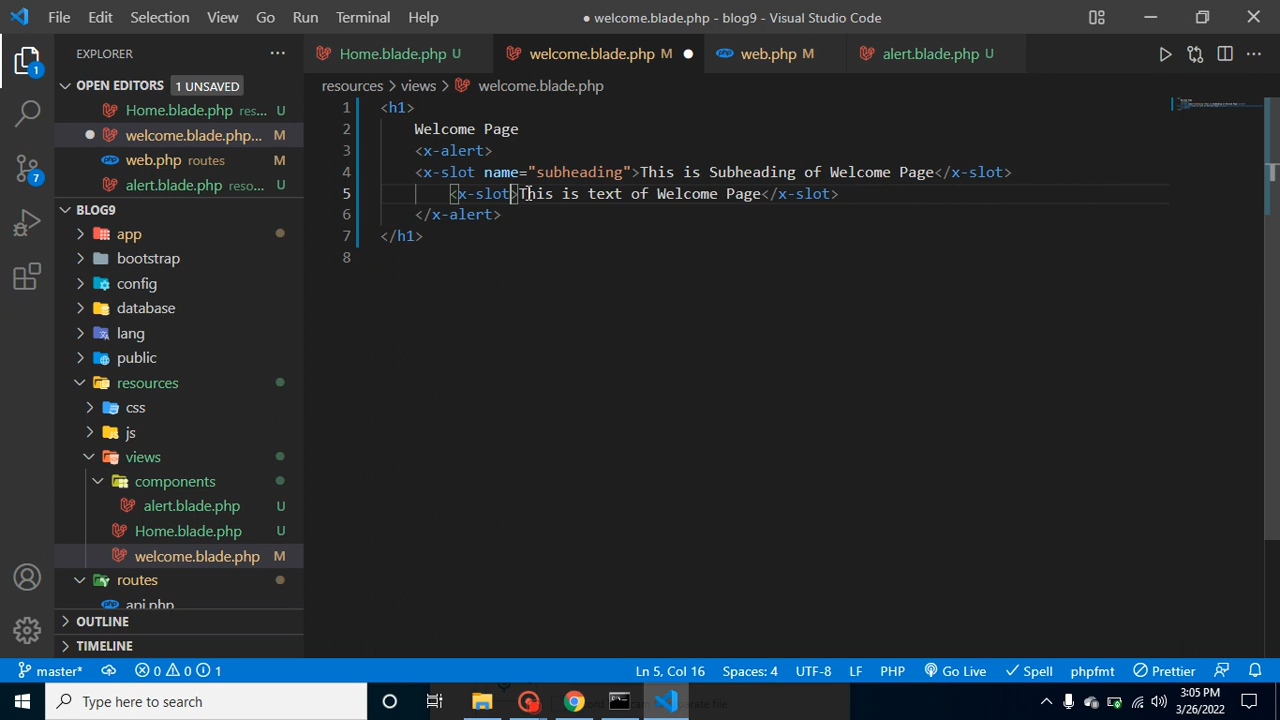 File Edit Selection View Go Run Terminal Help
● welcome.blade.php - blog9 - Visual Studio Code
EXPLORER
Home.blade.php U
welcome.blade.php M
web.php M
alert.blade.php U
OPEN EDITORS 1 UNSAVED
resources > views > welcome.blade.php
Home.blade.php res... U
welcome.blade.php... M
web.php routes M
alert.blade.php reso... U
BLOG9
app
bootstrap
config
database
lang
public
resources
css
js
views
components
alert.blade.php U
Home.blade.php U
welcome.blade.php M
routes
api.php
OUTLINE
TIMELINE
1
7
1 <h1>
2 Welcome Page
3 <x-alert>
4 <x-slot name="subheading">This is Subheading of Welcome Page</x-slot>
5 <x-slot>This is text of Welcome Page</x-slot>
6 </x-alert>
7 </h1>
8
master* 0 0 1
Ln 5, Col 16 Spaces: 4 UTF-8 LF PHP Go Live Spell phpfmt Prettier
Type here to search
3:05 PM
3/26/2022